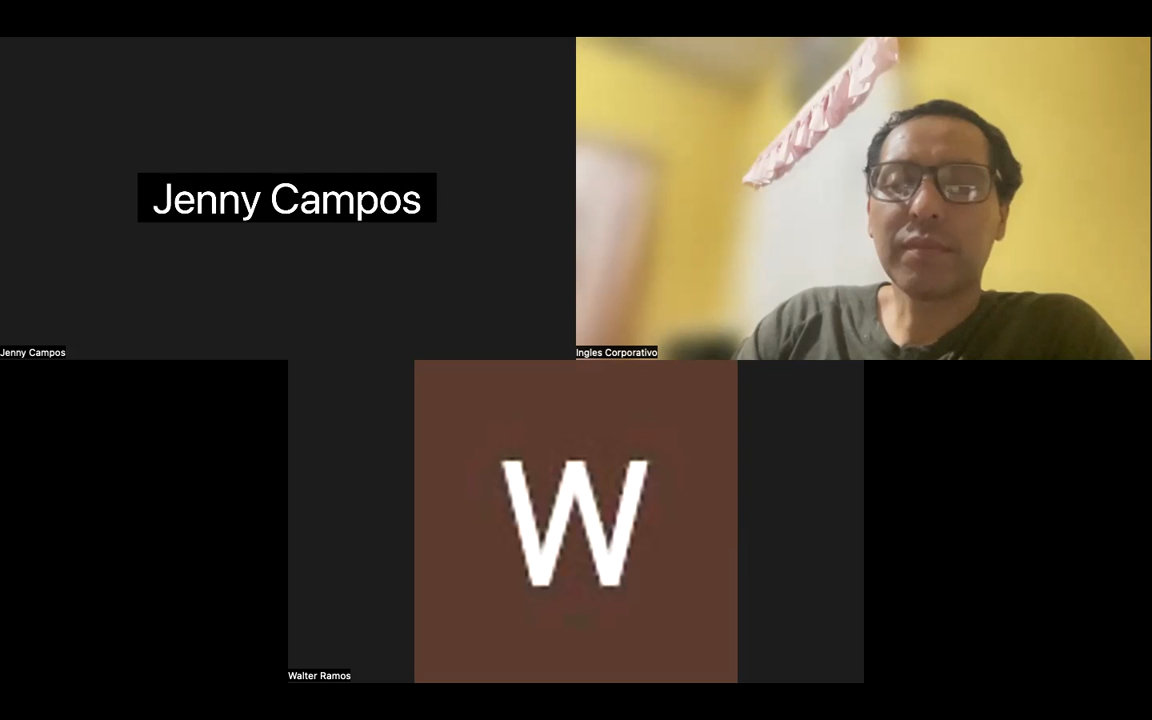 Jenny Campos
Jenny Campos
Ingles Corporativo
W
Walter Ramos